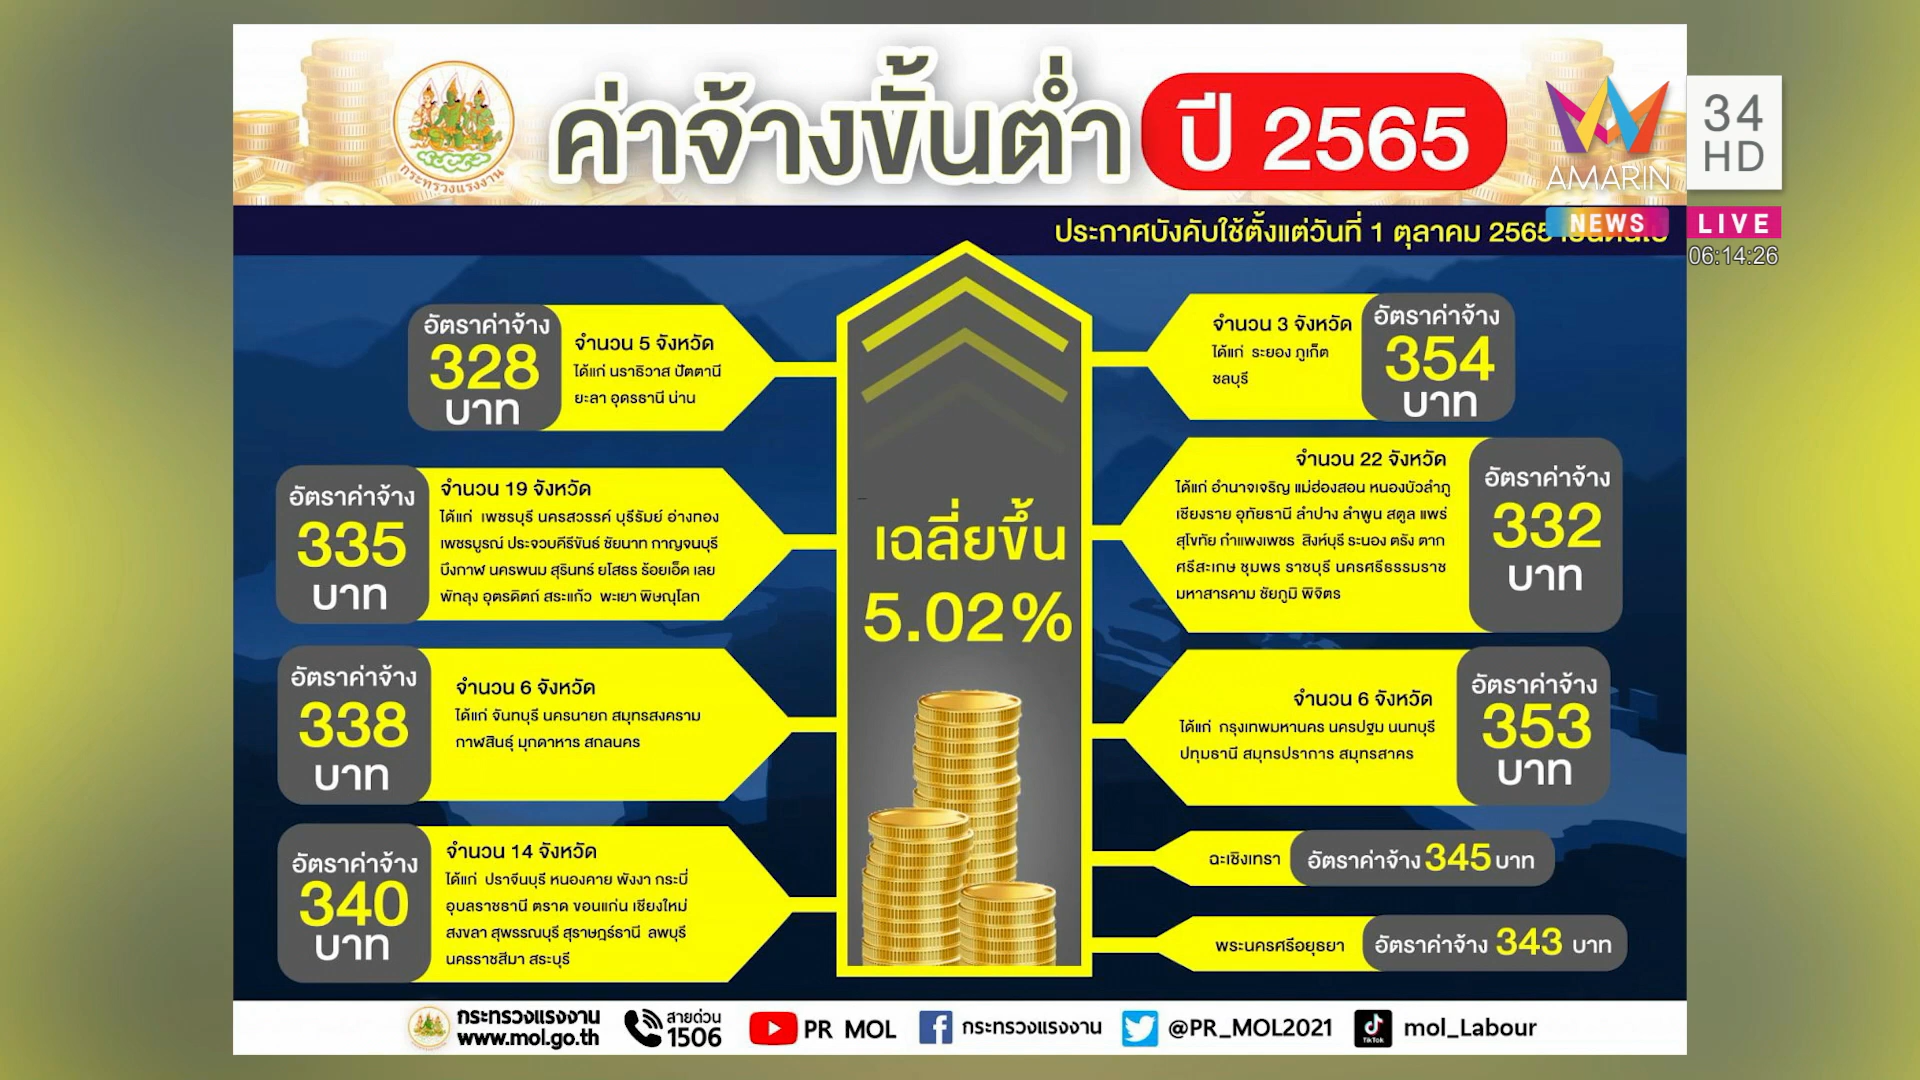 ค่าจ้างขั้นต่ำ ปี 2565
กระทรวงแรงงาน
AMARIN
34
HD
NEWS
LIVE
06:14:26
ประกาศบังคับใช้ตั้งแต่วันที่ 1 ตุลาคม 2565
อัตราค่าจ้าง
328
บาท
จำนวน 5 จังหวัด
ได้แก่ นราธิวาส ปัตตานี
ยะลา อุดรธานี น่าน
อัตราค่าจ้าง
335
บาท
จำนวน 19 จังหวัด
ได้แก่ เพชรบุรี นครสวรรค์ บุรีรัมย์ อ่างทอง
เพชรบูรณ์ ประจวบคีรีขันธ์ ชัยนาท กาญจนบุรี
บึงกาฬ นครพนม สุรินทร์ ยโสธร ร้อยเอ็ด เลย
พัทลุง อุตรดิตถ์ สระแก้ว พะเยา พิษณุโลก
อัตราค่าจ้าง
338
บาท
จำนวน 6 จังหวัด
ได้แก่ จันทบุรี นครนายก สมุทรสงคราม
กาฬสินธุ์ มุกดาหาร สกลนคร
อัตราค่าจ้าง
340
บาท
จำนวน 14 จังหวัด
ได้แก่ ปราจีนบุรี หนองคาย พังงา กระบี่
อุบลราชธานี ตราด ขอนแก่น เชียงใหม่
สงขลา สุพรรณบุรี สุราษฎร์ธานี ลพบุรี
นครราชสีมา สระบุรี
เฉลี่ยขึ้น
5.02%
จำนวน 3 จังหวัด
ได้แก่ ระยอง ภูเก็ต
ชลบุรี
อัตราค่าจ้าง
354
บาท
จำนวน 22 จังหวัด
ได้แก่ อำนาจเจริญ แม่ฮ่องสอน หนองบัวลำภู
เชียงราย อุทัยธานี ลำปาง ลำพูน สตูล แพร่
สุโขทัย กำแพงเพชร สิงห์บุรี ระนอง ตรัง ตาก
ศรีสะเกษ ชุมพร ราชบุรี นครศรีธรรมราช
มหาสารคาม ชัยภูมิ พิจิตร
อัตราค่าจ้าง
332
บาท
จำนวน 6 จังหวัด
ได้แก่ กรุงเทพมหานคร นครปฐม นนทบุรี
ปทุมธานี สมุทรปราการ สมุทรสาคร
อัตราค่าจ้าง
353
บาท
ฉะเชิงเทรา อัตราค่าจ้าง 345 บาท
พระนครศรีอยุธยา อัตราค่าจ้าง 343 บาท
กระทรวงแรงงาน
www.mol.go.th
สายด่วน
1506
PR MOL
กระทรวงแรงงาน
@PR_MOL2021
TikTok
mol_Labour